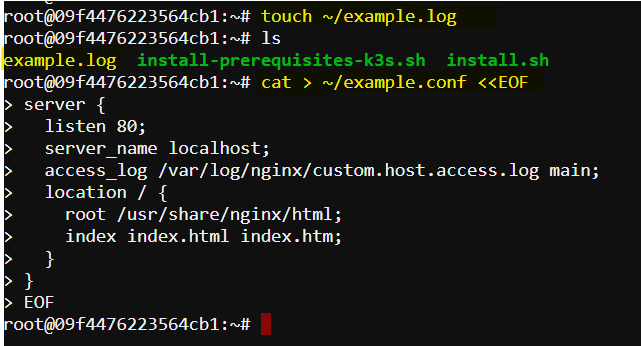 root@09f4476223564cb1:~# touch ~/example.log
root@09f4476223564cb1:~# ls
example.log  install-prerequisites-k3s.sh  install.sh
root@09f4476223564cb1:~# cat > ~/example.conf <<EOF
> server {
>   listen 80;
>   server_name localhost;
>   access_log /var/log/nginx/custom.host.access.log main;
>   location / {
>     root /usr/share/nginx/html;
>     index index.html index.htm;
>   }
> }
> EOF
root@09f4476223564cb1:~#